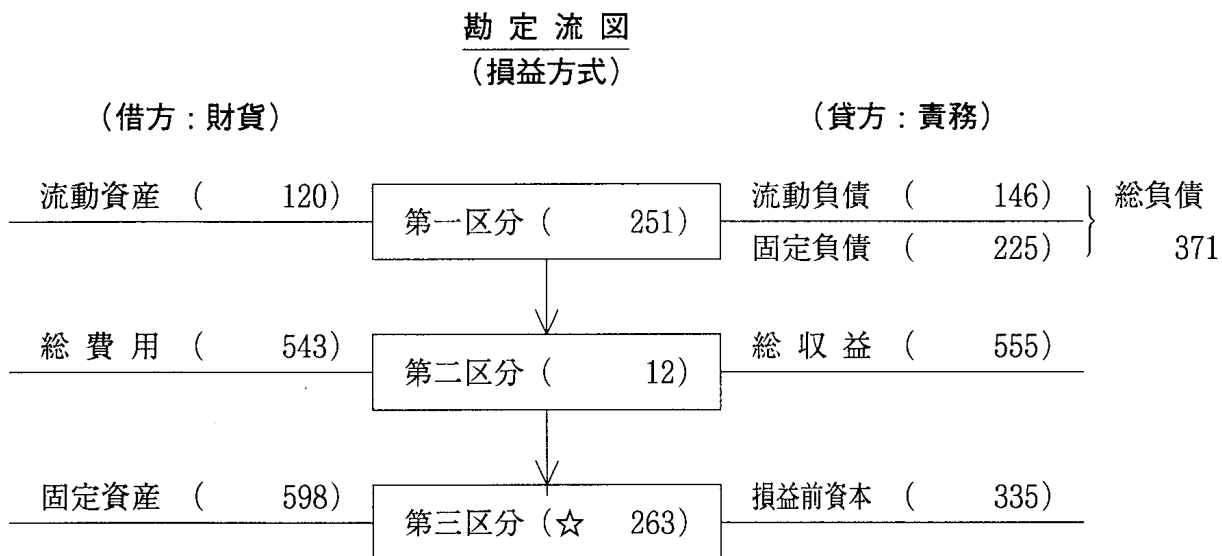 勘定流図
(損益方式)
(借方:財貨) (貸方:責務)
流動資産 ( 120) 第一区分 ( 251) 流動負債 ( 146) 総負債
固定負債 ( 225) 371
総費用 ( 543) 第二区分 ( 12) 総収益 ( 555)
固定資産 ( 598) 第三区分 (☆ 263) 損益前資本 ( 335)